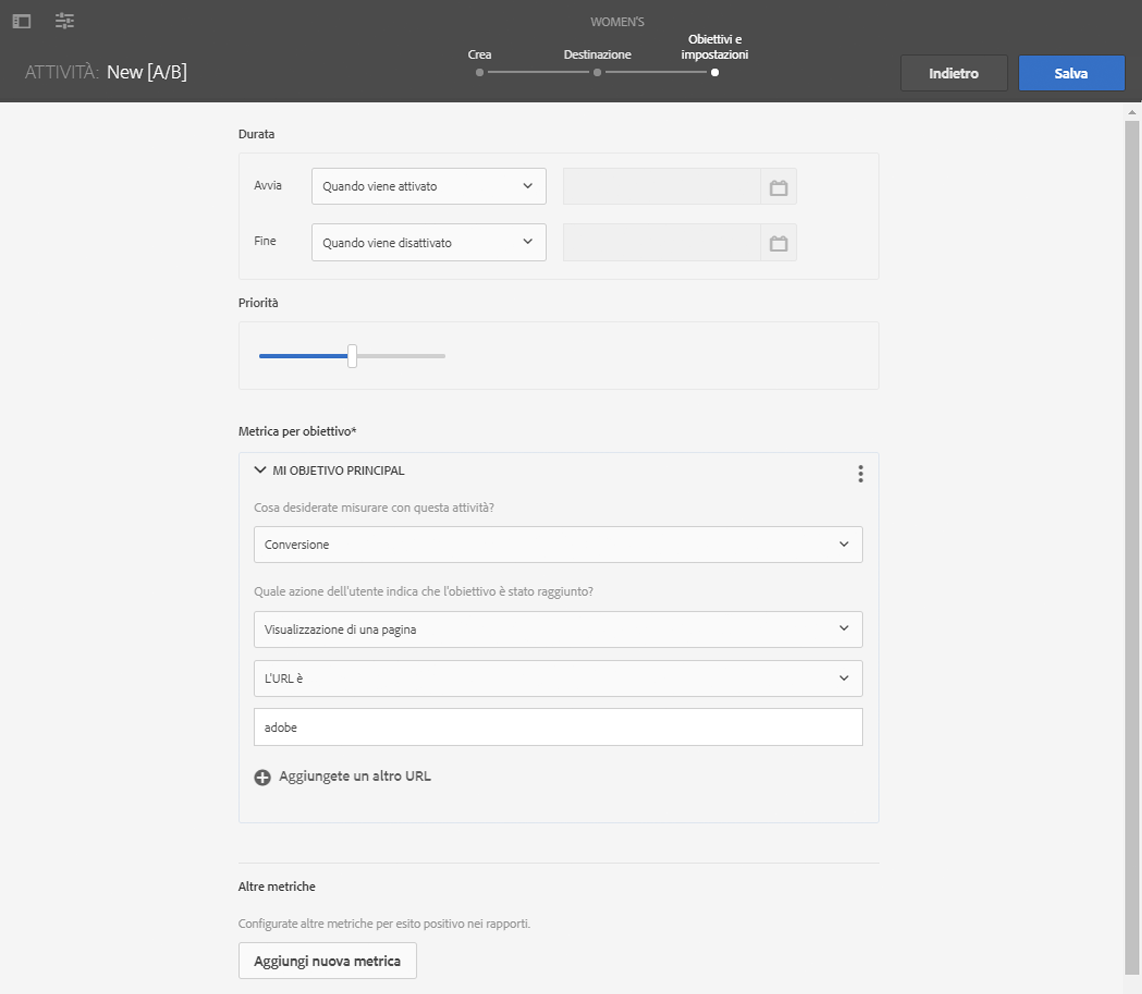 WOMEN'S
Crea
Destinazione
Obiettivi e
impostazioni
ATTIVITÀ: New [A/B]
Indietro
Salva
Durata
Avvia
Quando viene attivato
Fine
Quando viene disattivato
Priorità
Metrica per obiettivo*
MI OBJETIVO PRINCIPAL
Cosa desiderate misurare con questa attività?
Conversione
Quale azione dell'utente indica che l'obiettivo è stato raggiunto?
Visualizzazione di una pagina
L'URL è
adobe
Aggiungete un altro URL
Altre metriche
Configurate altre metriche per esito positivo nei rapporti.
Aggiungi nuova metrica